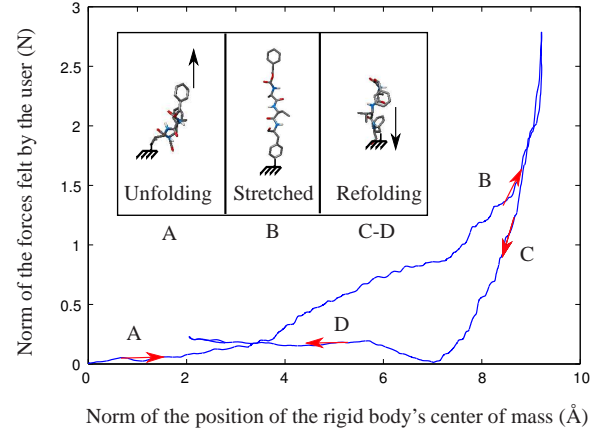 Norm of the forces felt by the user (N)
3
2.5
2
1.5
1
0.5
0
Unfolding
Stretched
Refolding
A
B
C-D
B
C
A
D
0
2
4
6
8
10
Norm of the position of the rigid body's center of mass (Å)